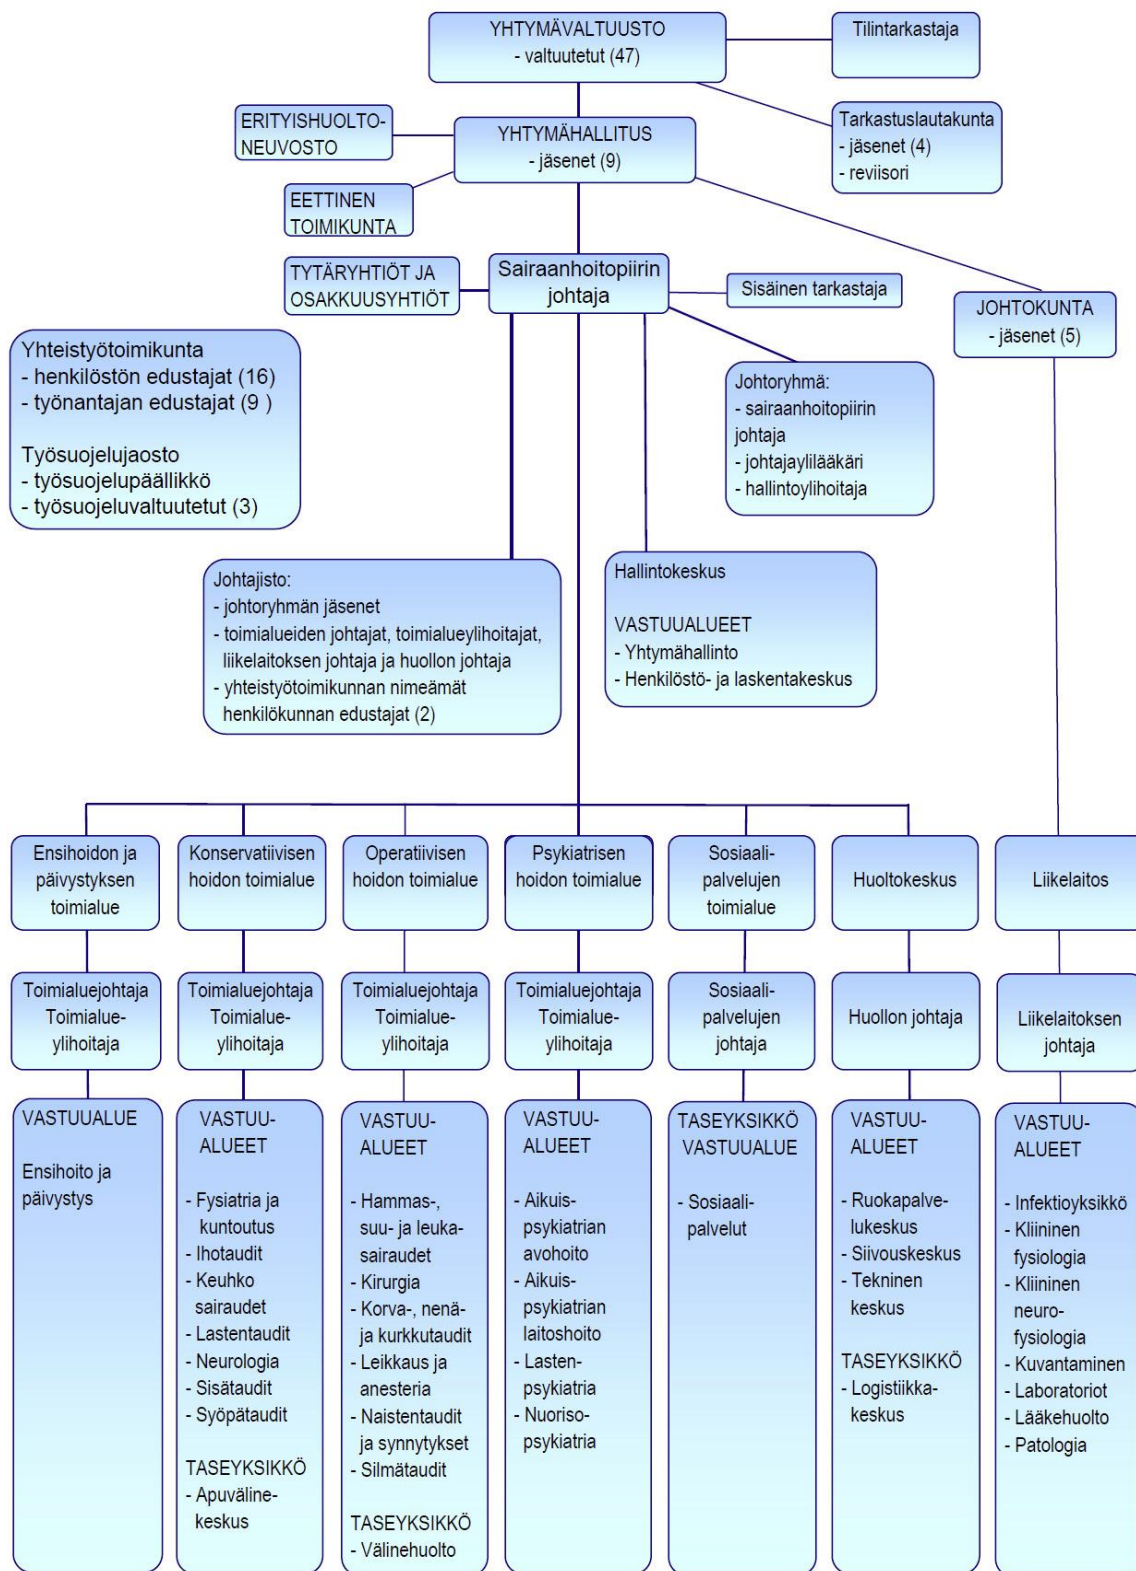 YHTYMÄVALTUUSTO
- valtuutetut (47)
Tilintarkastaja
Tarkastuslautakunta
- jäsenet (4)
- reviisori
ERITYISHUOLTO-
NEUVOSTO
YHTYMÄHALLITUS
- jäsenet (9)
EETTINEN
TOIMIKUNTA
TYTÄRYHTIÖT JA
OSAKKUUSYHTIÖT
Sairaanhoitopiirin
johtaja
Sisäinen tarkastaja
JOHTOKUNTA
- jäsenet (5)
Yhteistyötoimikunta
- henkilöstön edustajat (16)
- työnantajan edustajat (9 )
Työsuojelujaosto
- työsuojelupäällikkö
- työsuojeluvaltuutetut (3)
Johtoryhmä:
- sairaanhoitopiirin
johtaja
- johtajaylilääkäri
- hallintoylihoitaja
Johtajisto:
- johtoryhmän jäsenet
- toimialueiden johtajat, toimialueylihoitajat,
liikelaitoksen johtaja ja huollon johtaja
- yhteistyötoimikunnan nimeämät
henkilökunnan edustajat (2)
Hallintokeskus
VASTUUALUEET
- Yhtymähallinto
- Henkilöstö- ja laskentakeskus
Ensihoidon ja
päivystyksen
toimialue
Konservatiivisen
hoidon toimialue
Operatiivisen
hoidon toimialue
Psykiatrisen
hoidon toimialue
Sosiaali-
palvelujen
toimialue
Huoltokeskus
Liikelaitos
Toimialuejohtaja
Toimialue-
ylihoitaja
Toimialuejohtaja
Toimialue-
ylihoitaja
Toimialuejohtaja
Toimialue-
ylihoitaja
Toimialuejohtaja
Toimialue-
ylihoitaja
Sosiaali-
palvelujen
johtaja
Huollon johtaja
Liikelaitoksen
johtaja
VASTUUALUE
Ensihoito ja
päivystys
VASTUU-
ALUEET
- Fysiatria ja
kuntoutus
- Ihotaudit
- Keuhko
sairaudet
- Lastentaudit
- Neurologia
- Sisätaudit
- Syöpätaudit
TASEYKSIKKÖ
- Apuväline-
keskus
VASTUU-
ALUEET
- Hammas-,
suu- ja leuka-
sairaudet
- Kirurgia
- Korva-, nenä-
ja kurkkutaudit
- Leikkaus ja
anesteria
- Naistentaudit
ja synnytykset
- Silmätaudit
TASEYKSIKKÖ
- Välinehuolto
VASTUU-
ALUEET
- Aikuis-
psykiatrian
avohoito
- Aikuis-
psykiatrian
laitoshoito
- Lasten-
psykiatria
- Nuoriso-
psykiatria
TASEYKSIKKÖ
VASTUUALUE
- Sosiaali-
palvelut
VASTUU-
ALUEET
- Ruokapalve-
lukeskus
- Siivouskeskus
- Tekninen
keskus
TASEYKSIKKÖ
- Logistiikka-
keskus
VASTUU-
ALUEET
- Infektioyksikkö
- Kliininen
fysiologia
- Kliininen
neuro-
fysiologia
- Kuvantaminen
- Laboratoriot
- Lääkehuolto
- Patologia